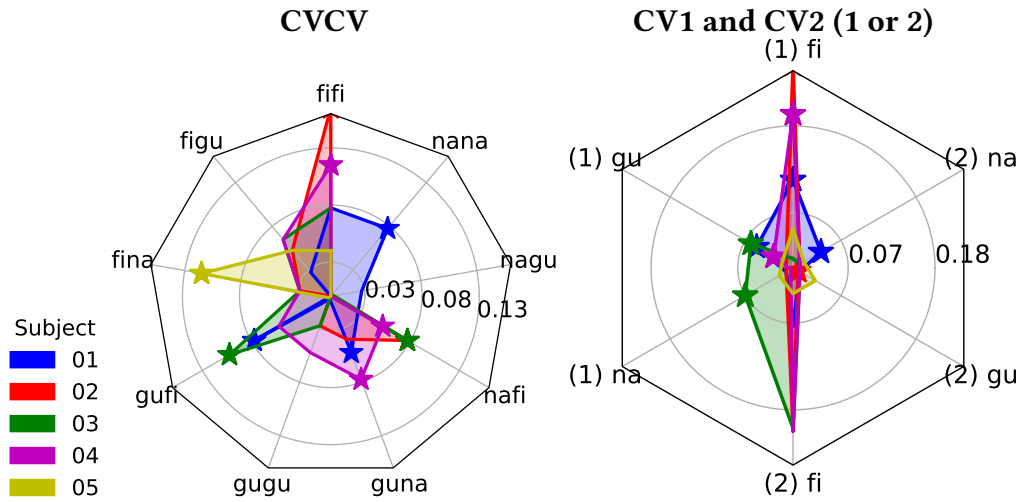 CVCV
CV1 and CV2 (1 or 2)
fifi
figu
nana
fina
nagu
gufi
nafi
gugu
guna
0.03
0.08
0.13
Subject
01
02
03
04
05
(1) fi
(1) gu
(2) na
0.07
0.18
(1) na
(2) gu
(2) fi